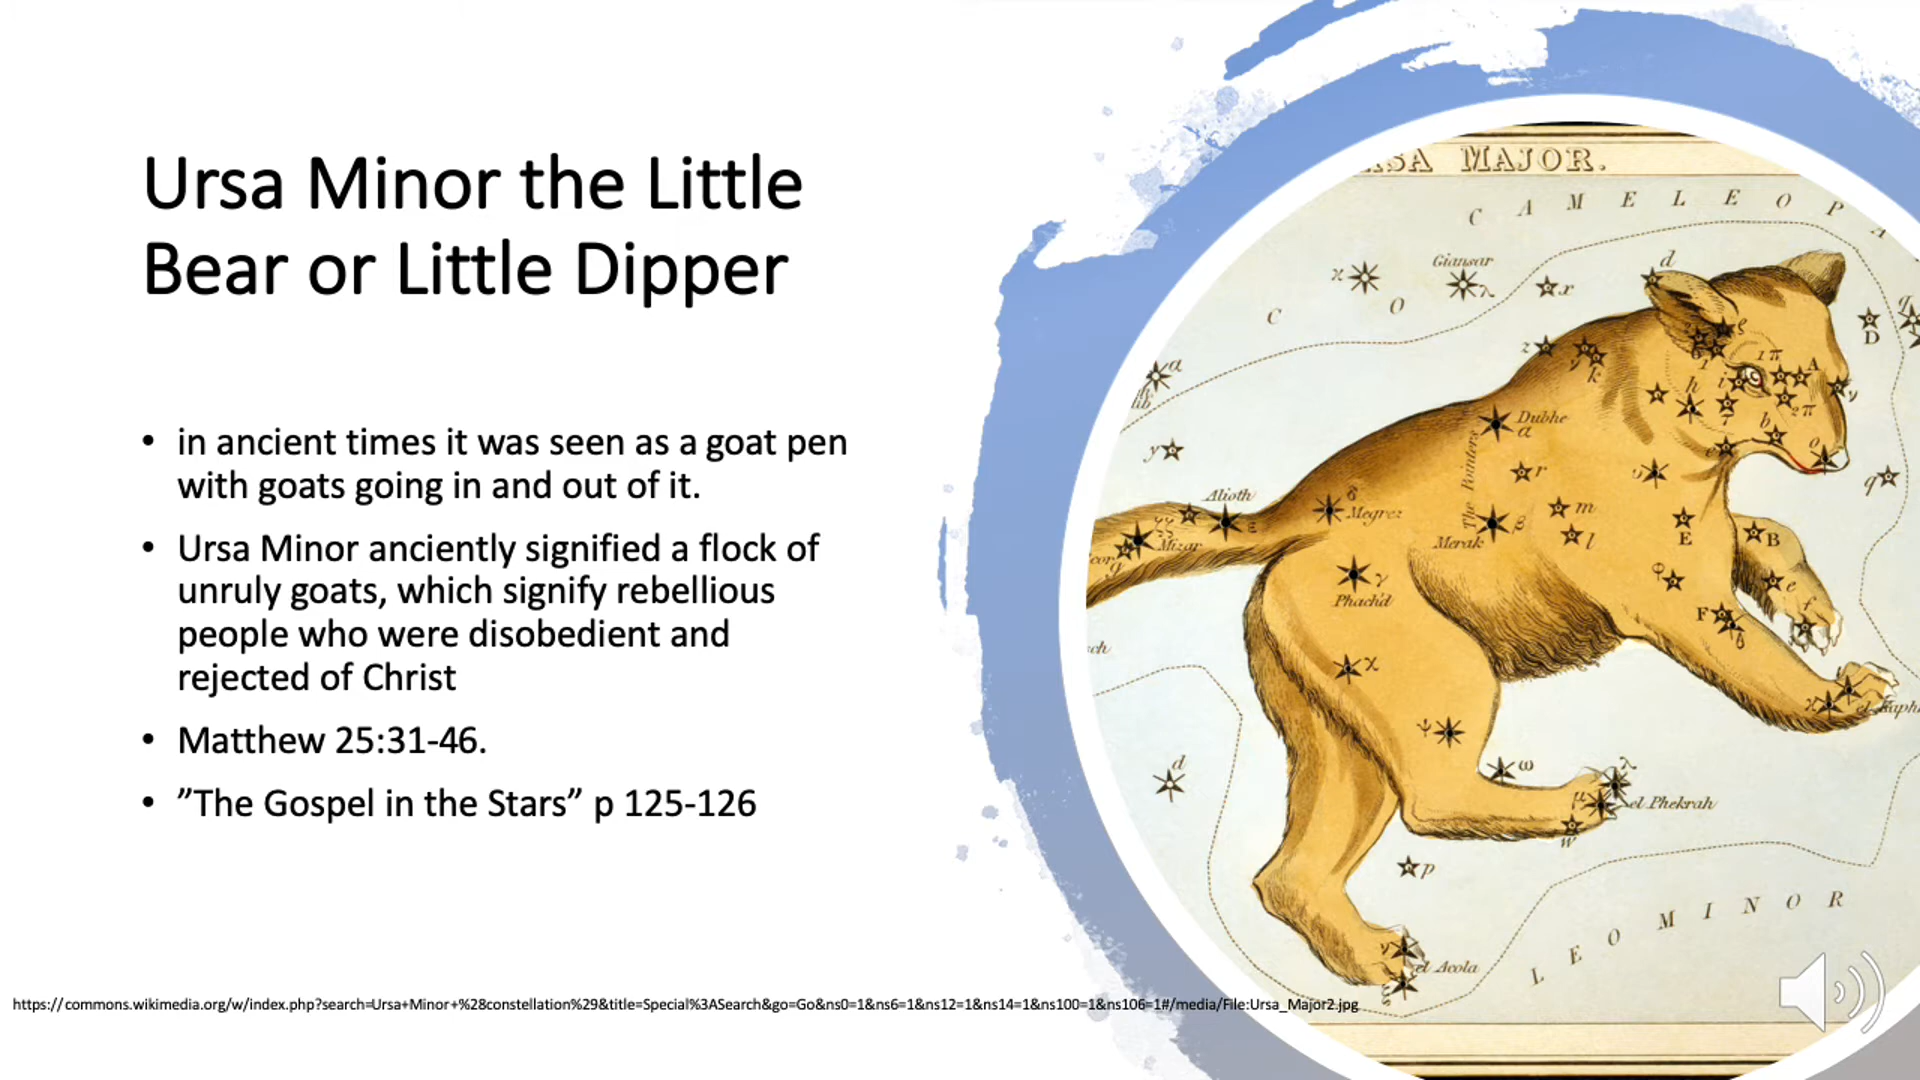 Ursa Minor the Little
Bear or Little Dipper
• in ancient times it was seen as a goat pen
with goats going in and out of it.
• Ursa Minor anciently signified a flock of
unruly goats, which signify rebellious
people who were disobedient and
rejected of Christ
• Matthew 25:31-46.
• ”The Gospel in the Stars” p 125-126
https://commons.wikimedia.org/w/index.php?search=Ursa+Minor+%28constellation%29&title=Special%3ASearch&go=Go&ns0=1&ns6=1&ns12=1&ns14=1&ns100=1&ns106=1#/media/File:Ursa_Major2.jpg
MAJOR.
C A M E L E O P A
Giansar
C O
Dubhe
α
The Pointers
Alioth
Megrez
Merak
β
Mizar
γ
Phach'd
ω
el Phekrah
L E O M I N O R
el Acola